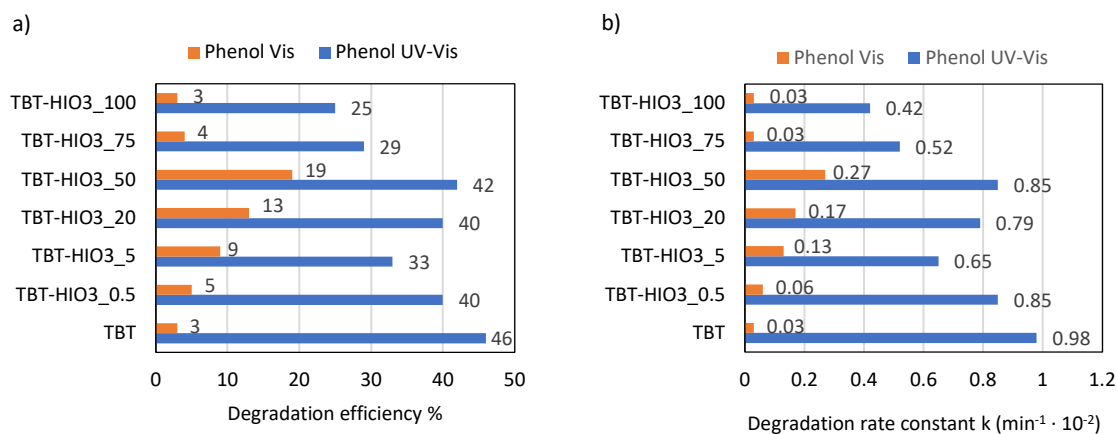 a)
Phenol Vis Phenol UV-Vis
TBT-HIO3_100 3 25
TBT-HIO3_75 4 29
TBT-HIO3_50 19 42
TBT-HIO3_20 13 40
TBT-HIO3_5 9 33
TBT-HIO3_0.5 5 40
TBT 3 46
0 10 20 30 40 50
Degradation efficiency %
b)
Phenol Vis Phenol UV-Vis
TBT-HIO3_100 0.03 0.42
TBT-HIO3_75 0.03 0.52
TBT-HIO3_50 0.27 0.85
TBT-HIO3_20 0.17 0.79
TBT-HIO3_5 0.13 0.65
TBT-HIO3_0.5 0.06 0.85
TBT 0.03 0.98
0 0.2 0.4 0.6 0.8 1 1.2
Degradation rate constant k (min⁻¹ · 10⁻²)